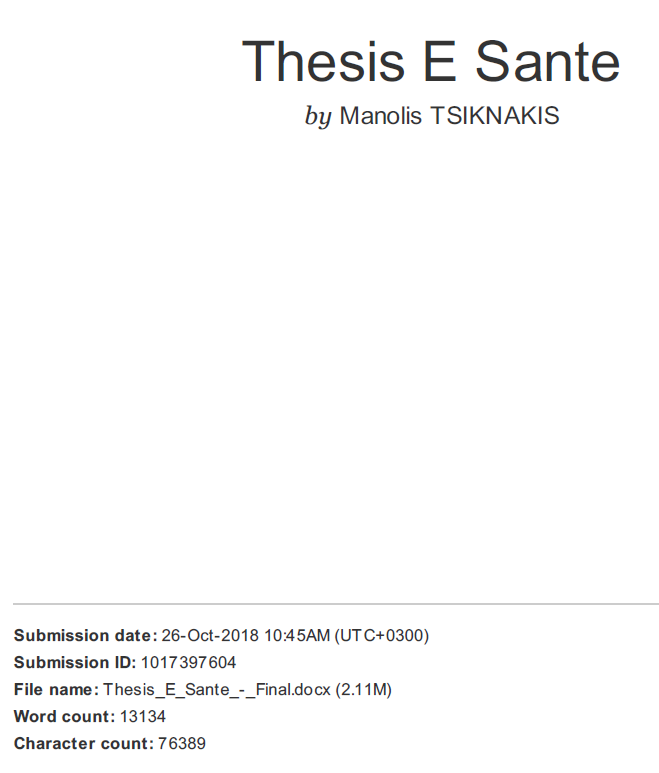 Thesis E Sante
by Manolis TSIKNAKIS
Submission date: 26-Oct-2018 10:45AM (UTC+0300)
Submission ID: 1017397604
File name: Thesis_E_Sante_-_Final.docx (2.11M)
Word count: 13134
Character count: 76389